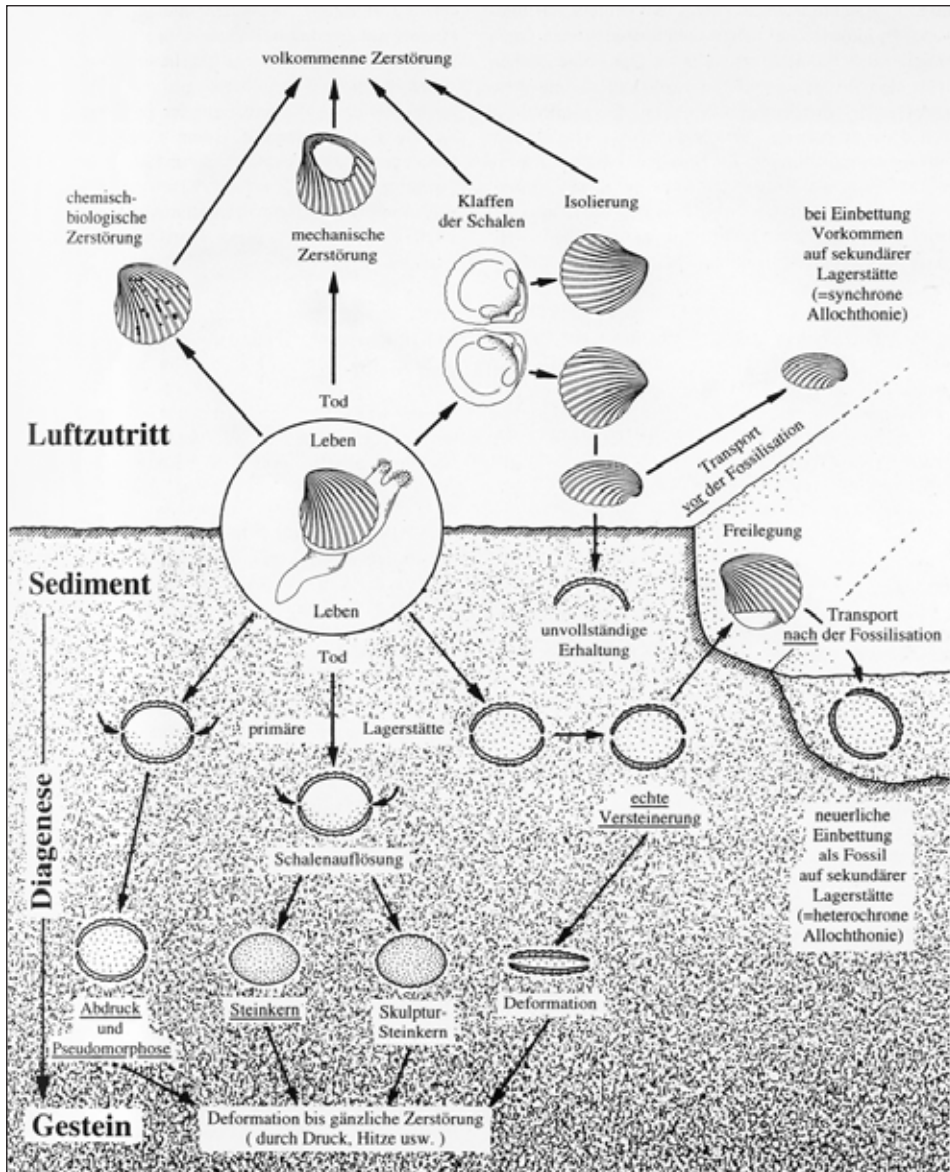 volkommenne Zerstörung
chemisch-
biologische
Zerstörung
mechanische
Zerstörung
Klaffen
der Schalen
Isolierung
bei Einbettung
Vorkommen
auf sekundärer
Lagerstätte
(=synchrone
Allochthonie)
Tod
Leben
Luftzutritt
Transport
vor der Fossilisation
Freilegung
Sediment
Leben
Tod
unvollständige
Erhaltung
Transport
nach der Fossilisation
primäre
Lagerstätte
Diagenese
echte
Versteinerung
Schalenauflösung
neuerliche
Einbettung
als Fossil
auf sekundärer
Lagerstätte
(=heterochrone
Allochthonie)
Abdruck
und
Pseudomorphose
Steinkern
Skulptur-
Steinkern
Deformation
Gestein
Deformation bis gänzliche Zerstörung
( durch Druck, Hitze usw. )